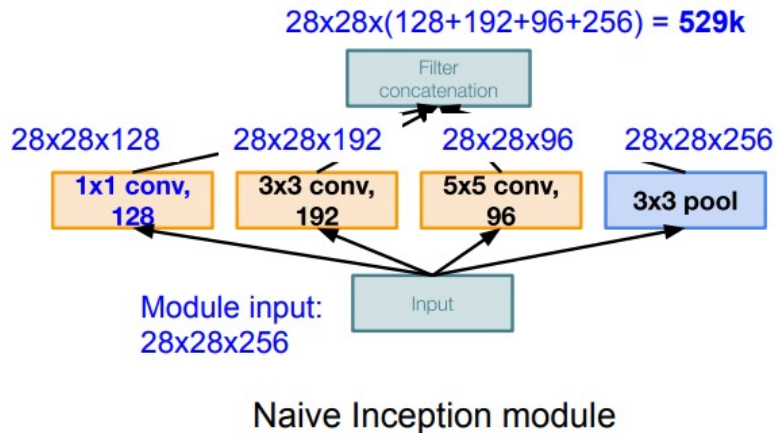 28x28x(128+192+96+256) = 529k
Filter
concatenation
28x28x128
28x28x192
28x28x96
28x28x256
1x1 conv,
128
3x3 conv,
192
5x5 conv,
96
3x3 pool
Module input:
28x28x256
Input
Naive Inception module